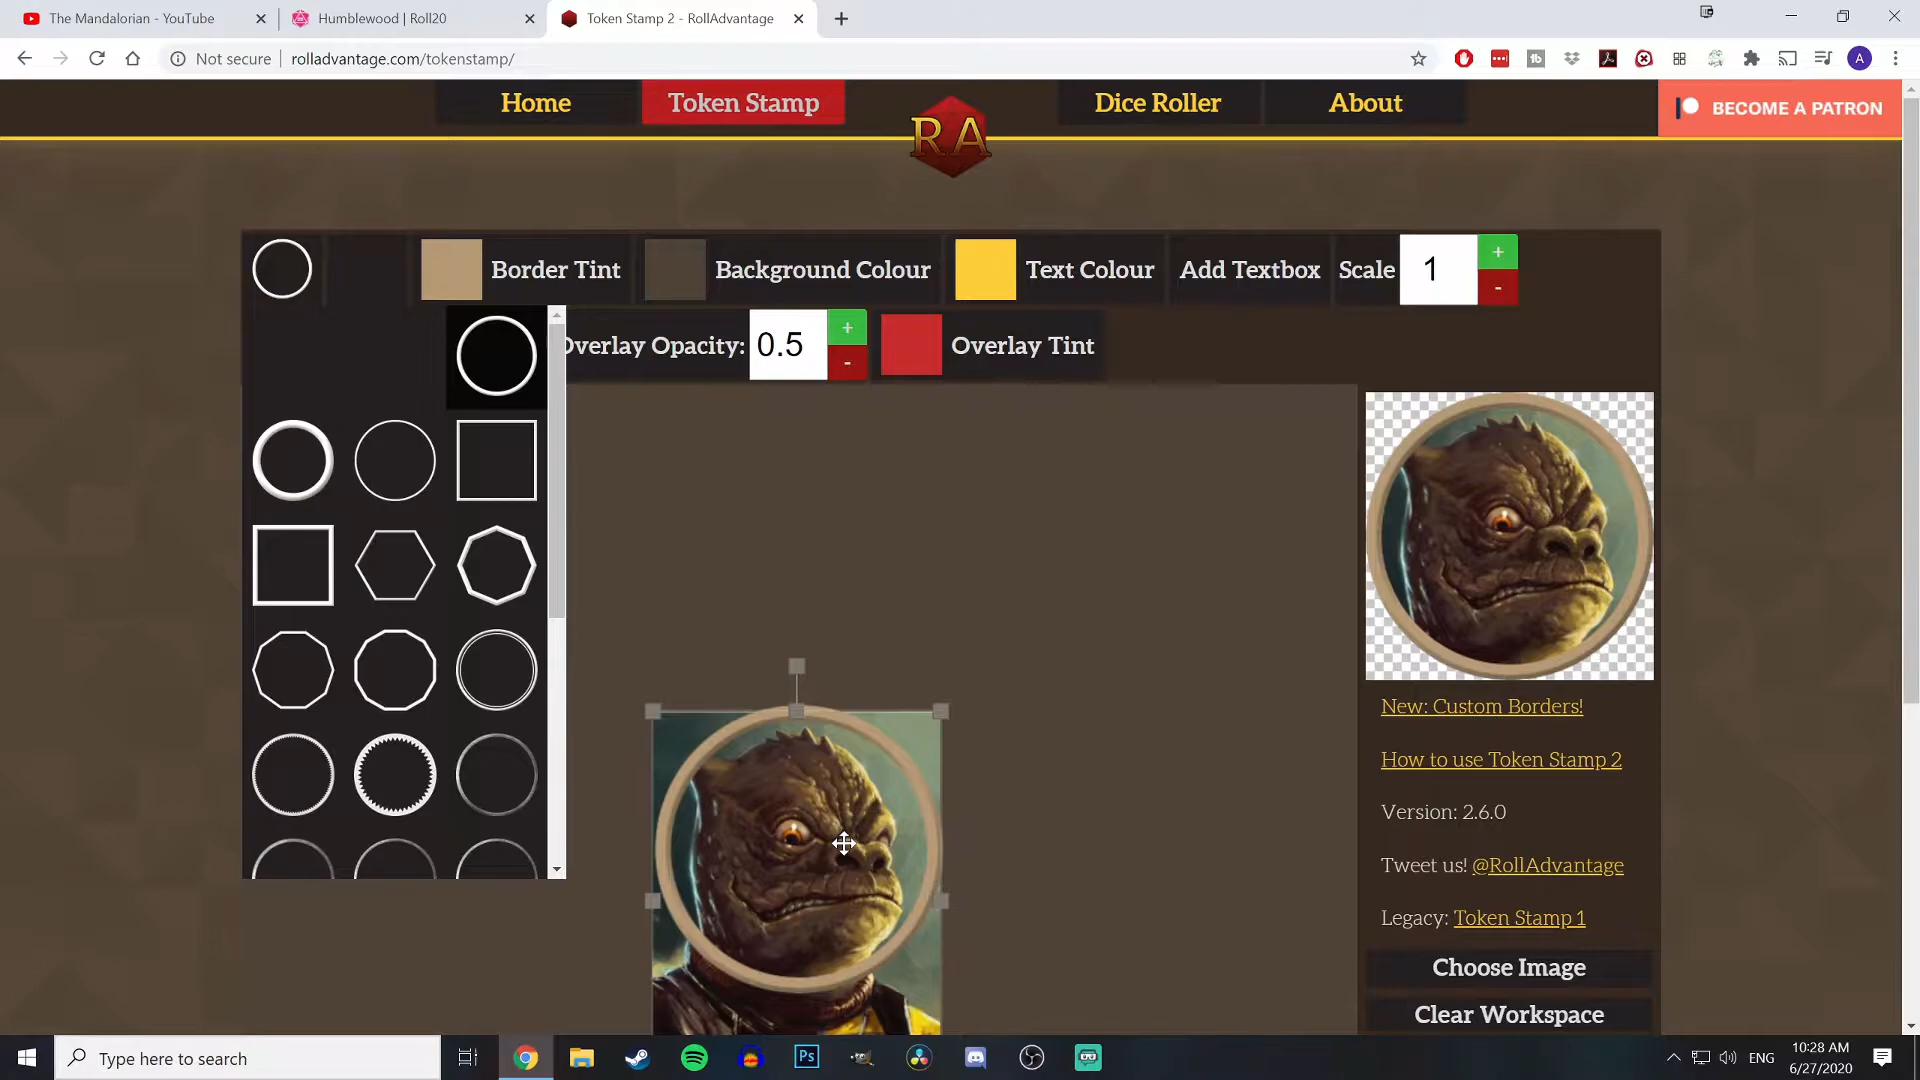 The Mandalorian - YouTube
Humblewood | Roll20
Token Stamp 2 - RollAdvantage
Not secure
rolladvantage.com/tokenstamp/
Home
Token Stamp
RA
Dice Roller
About
BECOME A PATRON
Border Tint
Background Colour
Text Colour
Add Textbox
Scale
1
+
-
Overlay Opacity:
0.5
+
-
Overlay Tint
New: Custom Borders!
How to use Token Stamp 2
Version: 2.6.0
Tweet us! @RollAdvantage
Legacy: Token Stamp 1
Choose Image
Clear Workspace
Type here to search
Ps
ENG
10:28 AM
6/27/2020
A